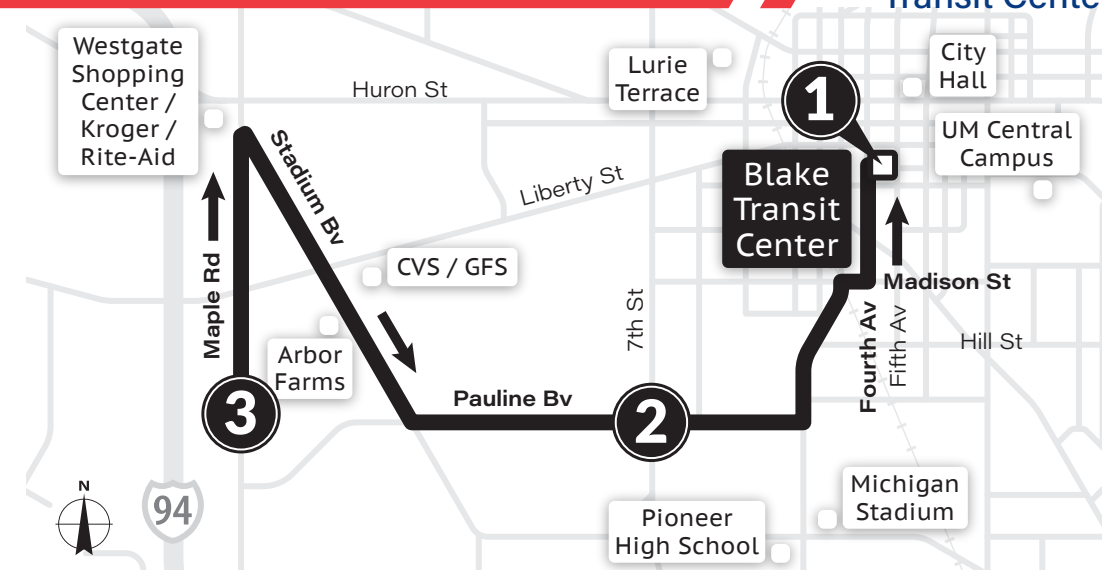 Transit Center
Westgate
Shopping
Center /
Kroger /
Rite-Aid
Huron St
Lurie
Terrace
1
City
Hall
UM Central
Campus
Blake
Transit
Center
Stadium Bv
Liberty St
CVS / GFS
Maple Rd
Arbor
Farms
3
Pauline Bv
2
7th St
Madison St
Fourth Av
Fifth Av
Hill St
N
94
Pioneer
High School
Michigan
Stadium